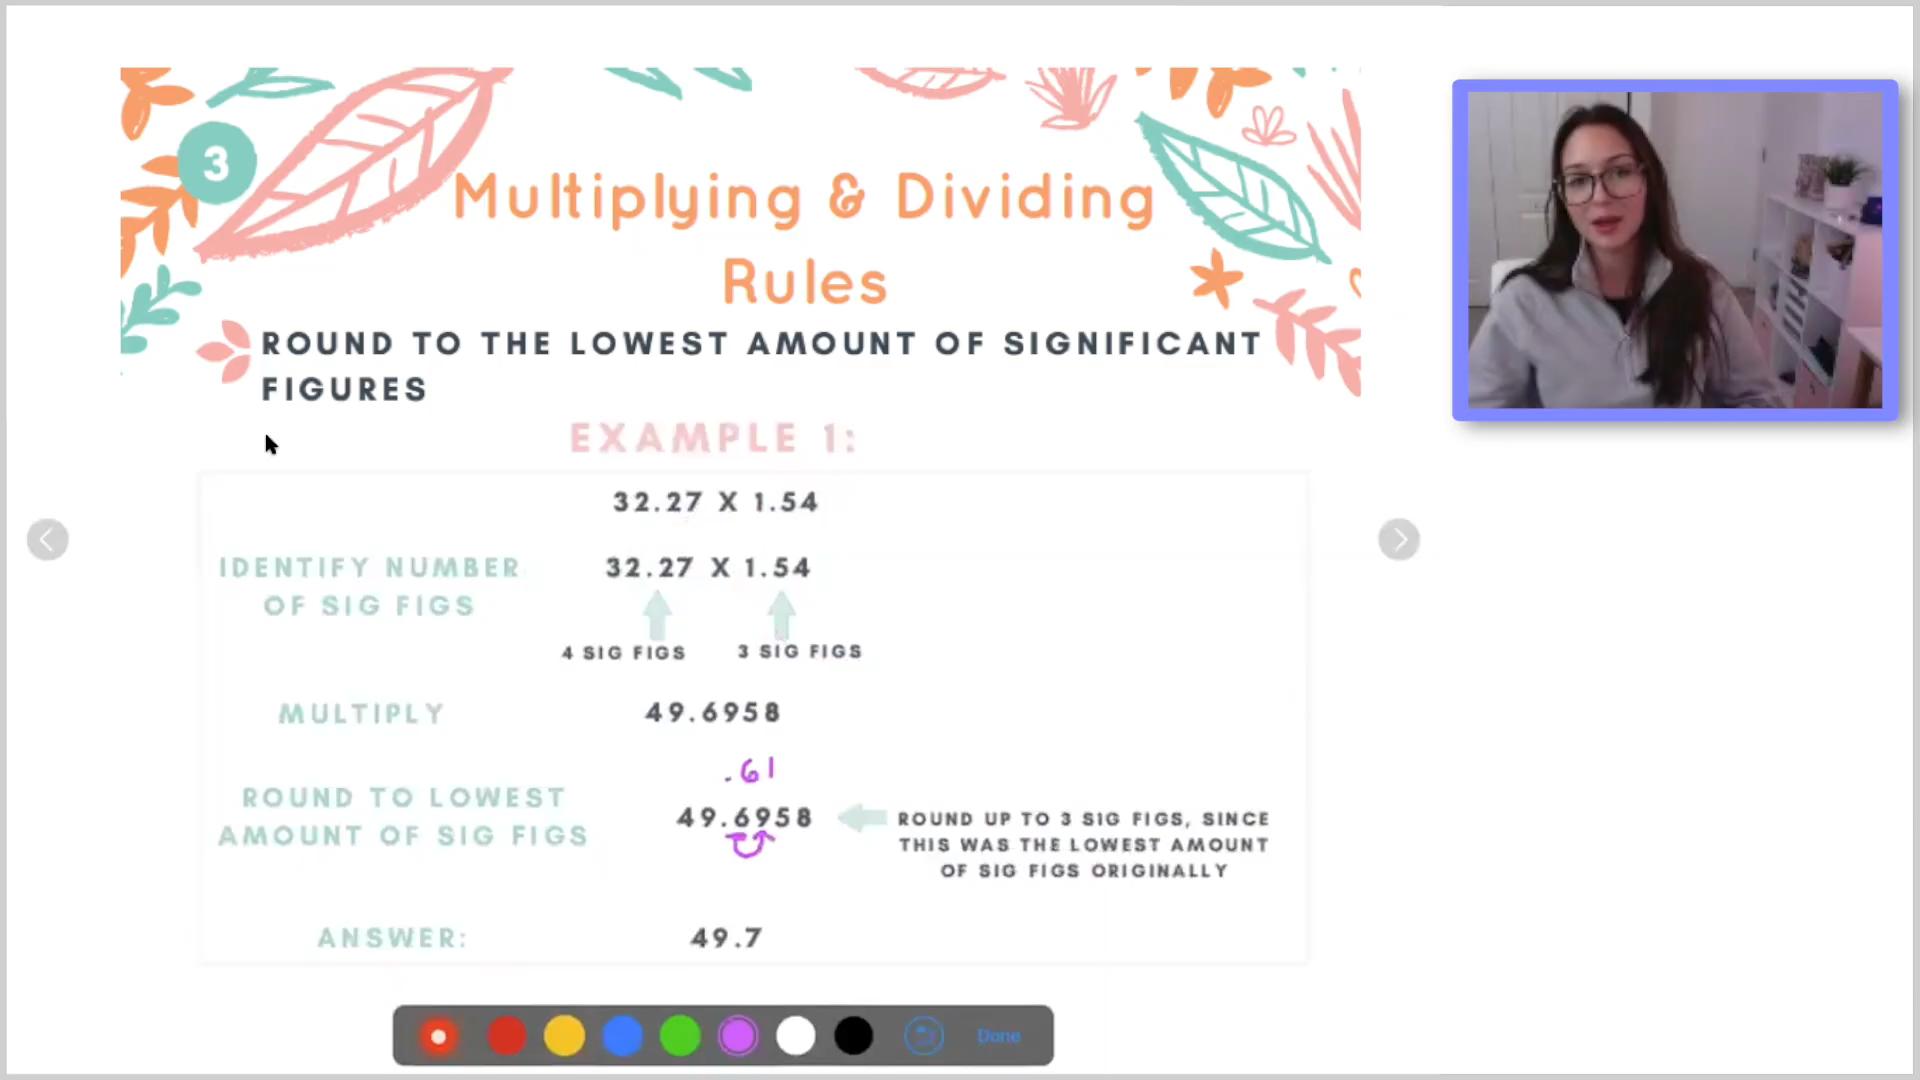 3
Multiplying & Dividing
Rules
ROUND TO THE LOWEST AMOUNT OF SIGNIFICANT
FIGURES
EXAMPLE 1:
32.27 X 1.54
IDENTIFY NUMBER
OF SIG FIGS
32.27 X 1.54
4 SIG FIGS
3 SIG FIGS
MULTIPLY
49.6958
.61
ROUND TO LOWEST
AMOUNT OF SIG FIGS
49.6958
ROUND UP TO 3 SIG FIGS, SINCE
THIS WAS THE LOWEST AMOUNT
OF SIG FIGS ORIGINALLY
ANSWER:
49.7
Done